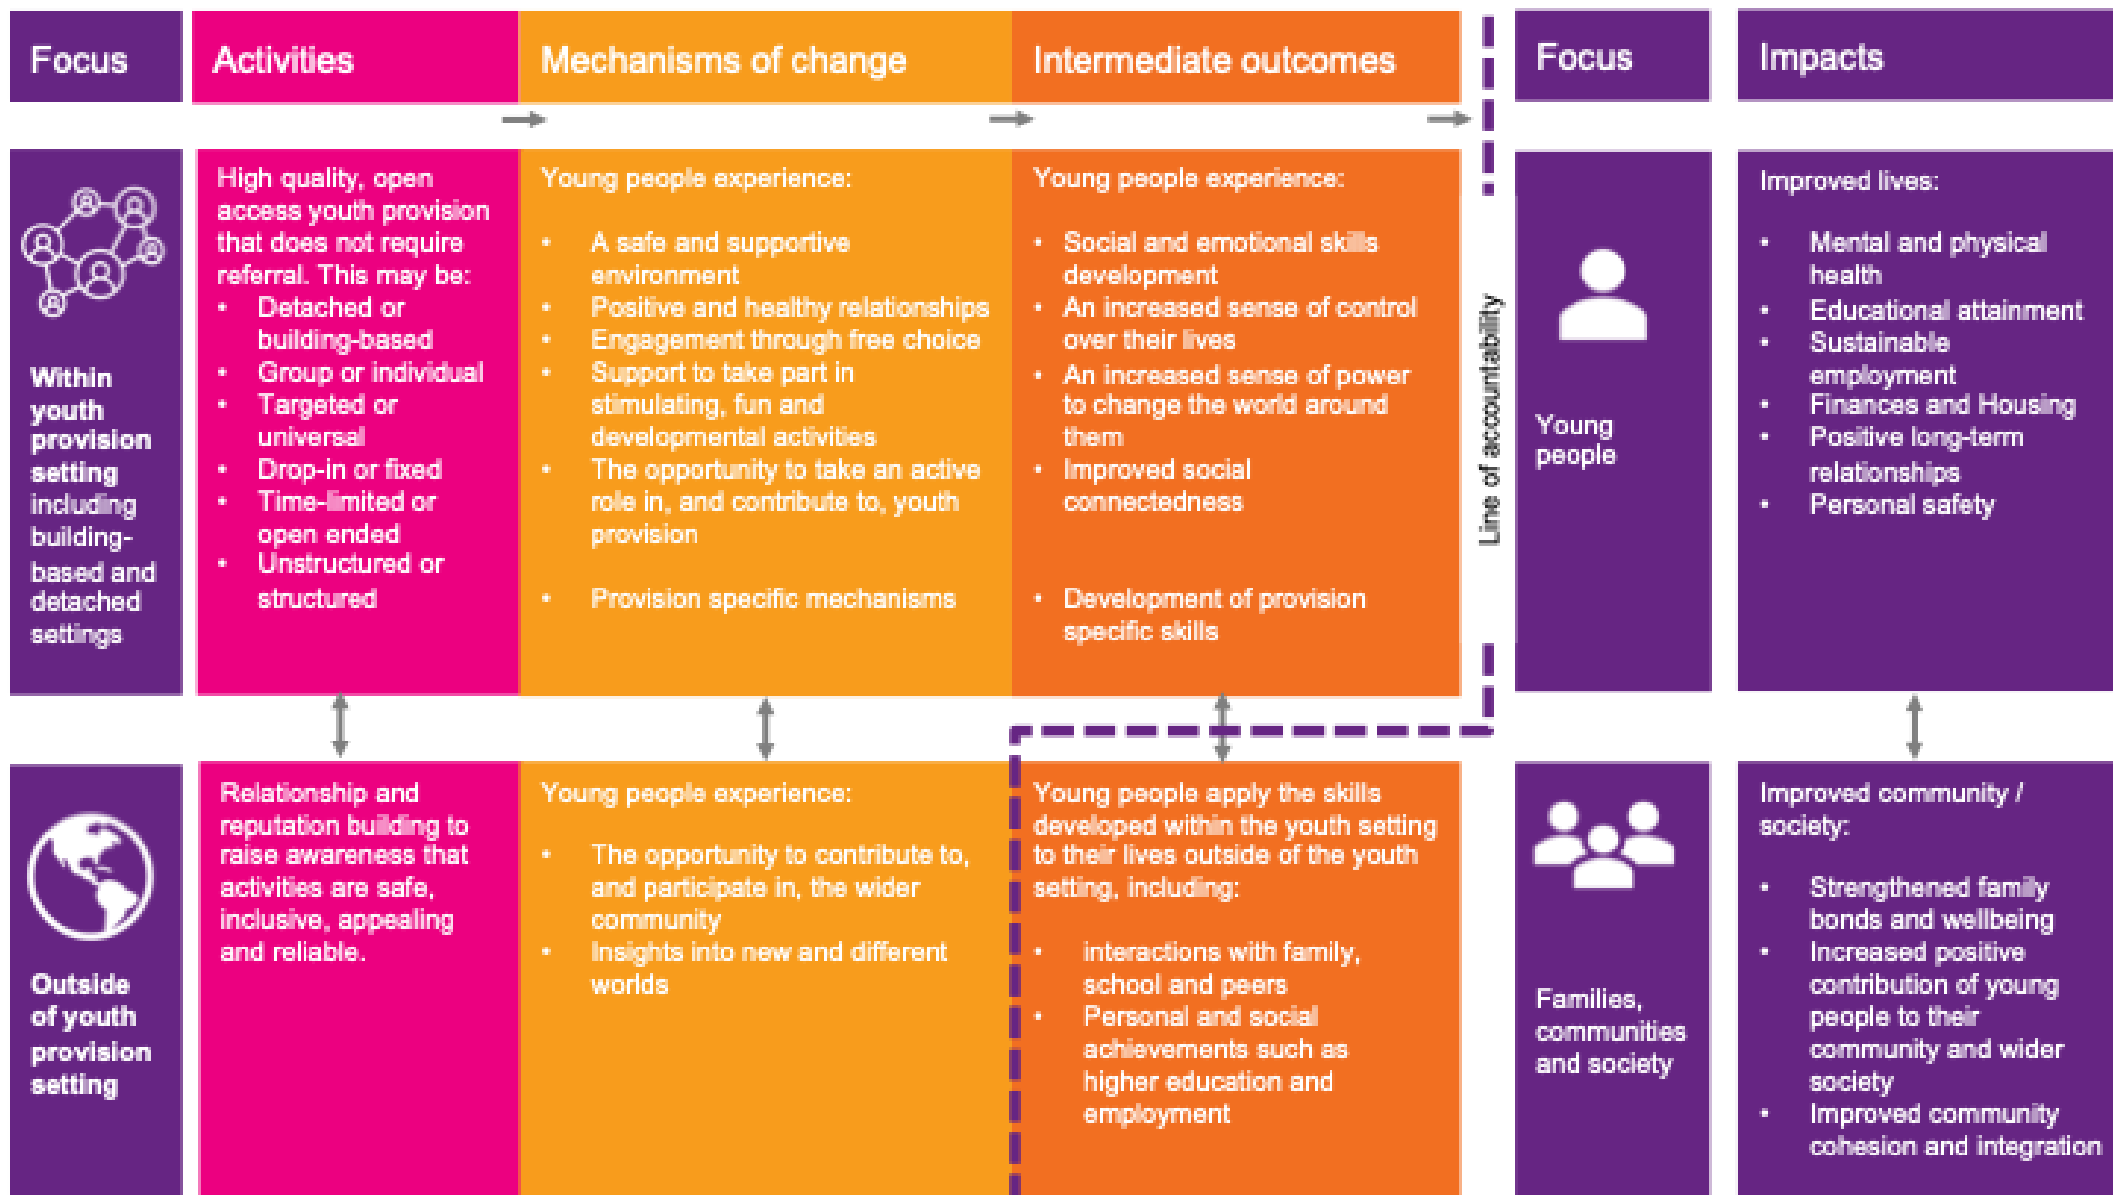 Focus
Activities
Mechanisms of change
Intermediate outcomes
Focus
Impacts
Within
youth
provision
setting
including
building-
based and
detached
settings
High quality, open
access youth provision
that does not require
referral. This may be:
• Detached or
building-based
• Group or individual
• Targeted or
universal
• Drop-in or fixed
• Time-limited or
open ended
• Unstructured or
structured
Young people experience:
• A safe and supportive
environment
• Positive and healthy relationships
• Engagement through free choice
• Support to take part in
stimulating, fun and
developmental activities
• The opportunity to take an active
role in, and contribute to, youth
provision
• Provision specific mechanisms
Young people experience:
• Social and emotional skills
development
• An increased sense of control
over their lives
• An increased sense of power
to change the world around
them
• Improved social
connectedness
• Development of provision
specific skills
Line of accountability
Young
people
Improved lives:
• Mental and physical
health
• Educational attainment
• Sustainable
employment
• Finances and Housing
• Positive long-term
relationships
• Personal safety
Outside
of youth
provision
setting
Relationship and
reputation building to
raise awareness that
activities are safe,
inclusive, appealing
and reliable.
Young people experience:
• The opportunity to contribute to,
and participate in, the wider
community
• Insights into new and different
worlds
Young people apply the skills
developed within the youth setting
to their lives outside of the youth
setting, including:
• interactions with family,
school and peers
• Personal and social
achievements such as
higher education and
employment
Families,
communities
and society
Improved community /
society:
• Strengthened family
bonds and wellbeing
• Increased positive
contribution of young
people to their
community and wider
society
• Improved community
cohesion and integration